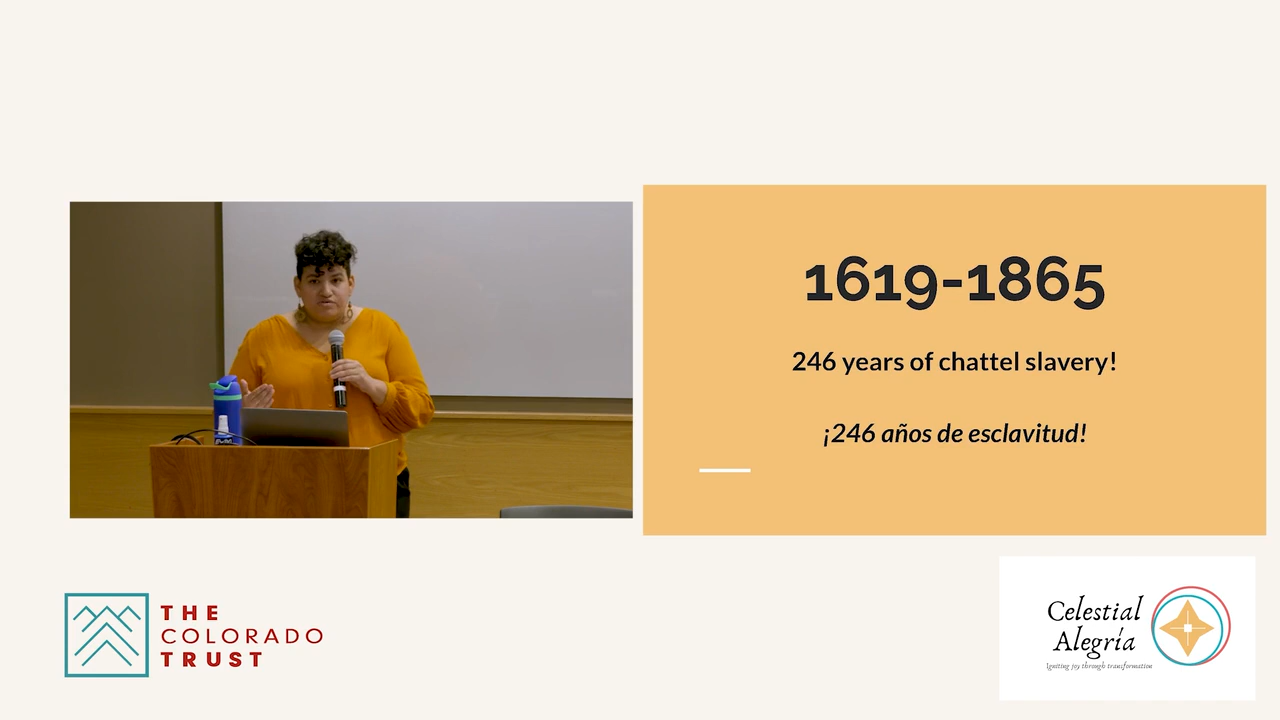 1619-1865
246 years of chattel slavery!
¡246 años de esclavitud!
THE
COLORADO
TRUST
Celestial
Alegría
Igniting joy through transformation